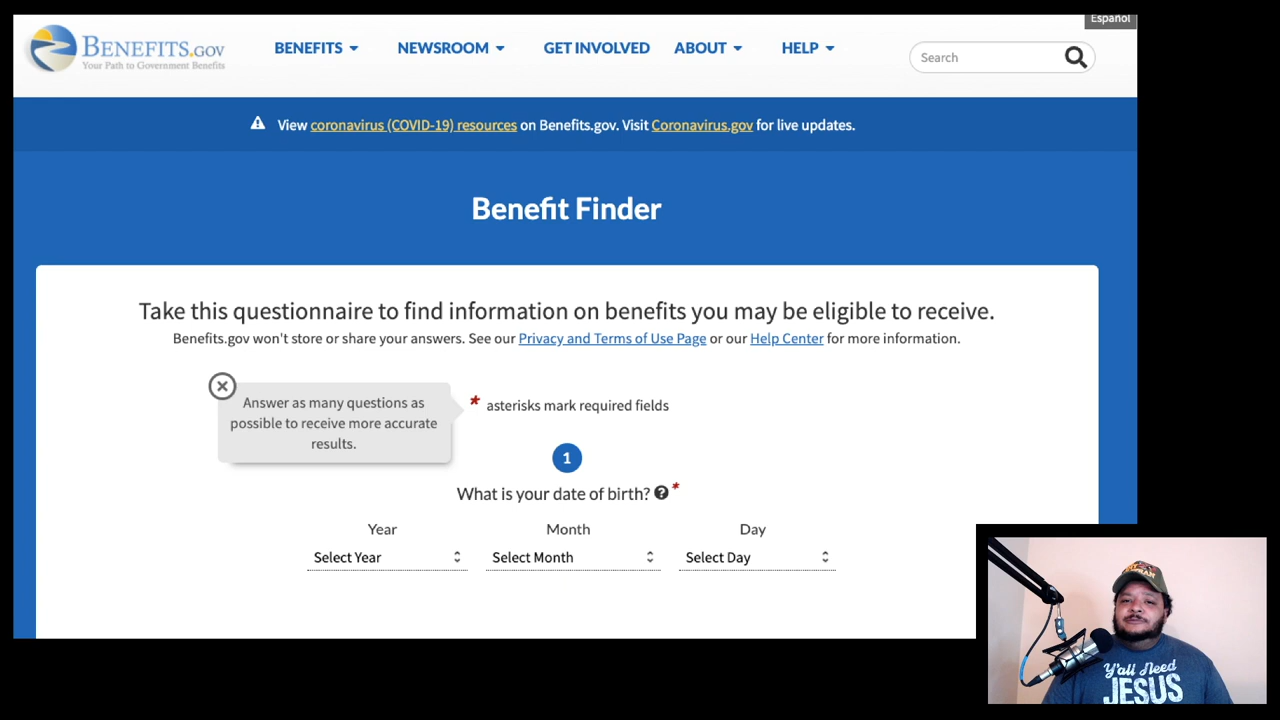 Español
BENEFITS.GOV
Your Path to Government Benefits
BENEFITS
NEWSROOM
GET INVOLVED
ABOUT
HELP
Search
View coronavirus (COVID-19) resources on Benefits.gov. Visit Coronavirus.gov for live updates.
Benefit Finder
Take this questionnaire to find information on benefits you may be eligible to receive.
Benefits.gov won't store or share your answers. See our Privacy and Terms of Use Page or our Help Center for more information.
Answer as many questions as
possible to receive more accurate
results.
* asterisks mark required fields
1
What is your date of birth? ? *
Year Month Day
Select Year Select Month Select Day
Y'all Need
JESUS